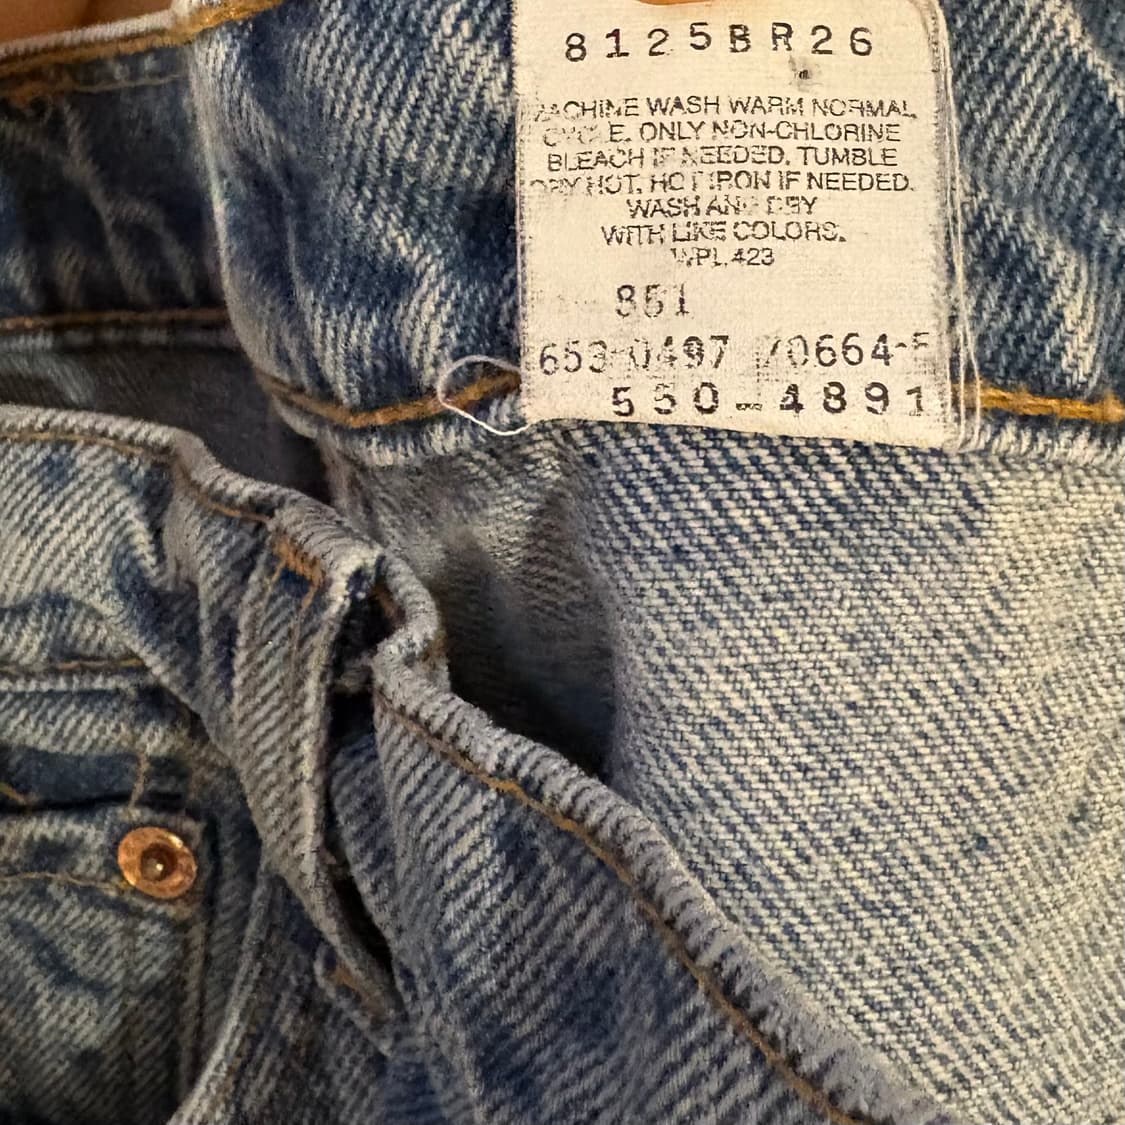 8125BR26
MACHINE WASH WARM NORMAL
CYCLE. ONLY NON-CHLORINE
BLEACH IF NEEDED. TUMBLE
DRY HOT. HOT IRON IF NEEDED.
WASH AND DRY
WITH LIKE COLORS.
WPL 423
851
653 0497
550-4891